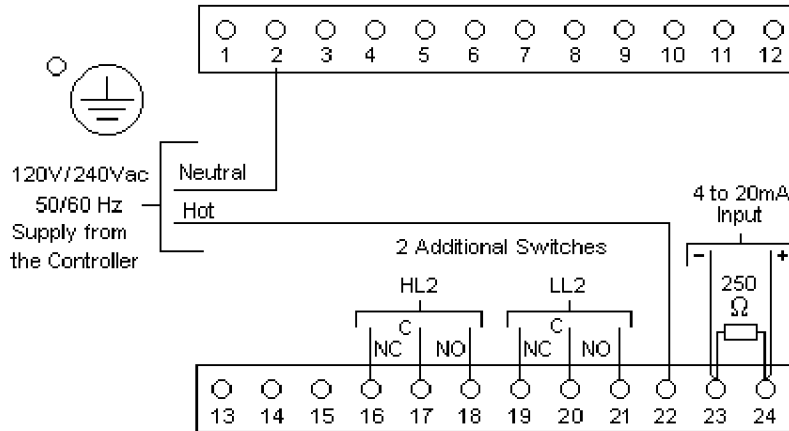 1 2 3 4 5 6 7 8 9 10 11 12
120V/240Vac
50/60 Hz
Supply from
the Controller
Neutral
Hot
4 to 20mA
Input
- +
2 Additional Switches
HL2 LL2
250
Ω
C C
NC NO NC NO
13 14 15 16 17 18 19 20 21 22 23 24